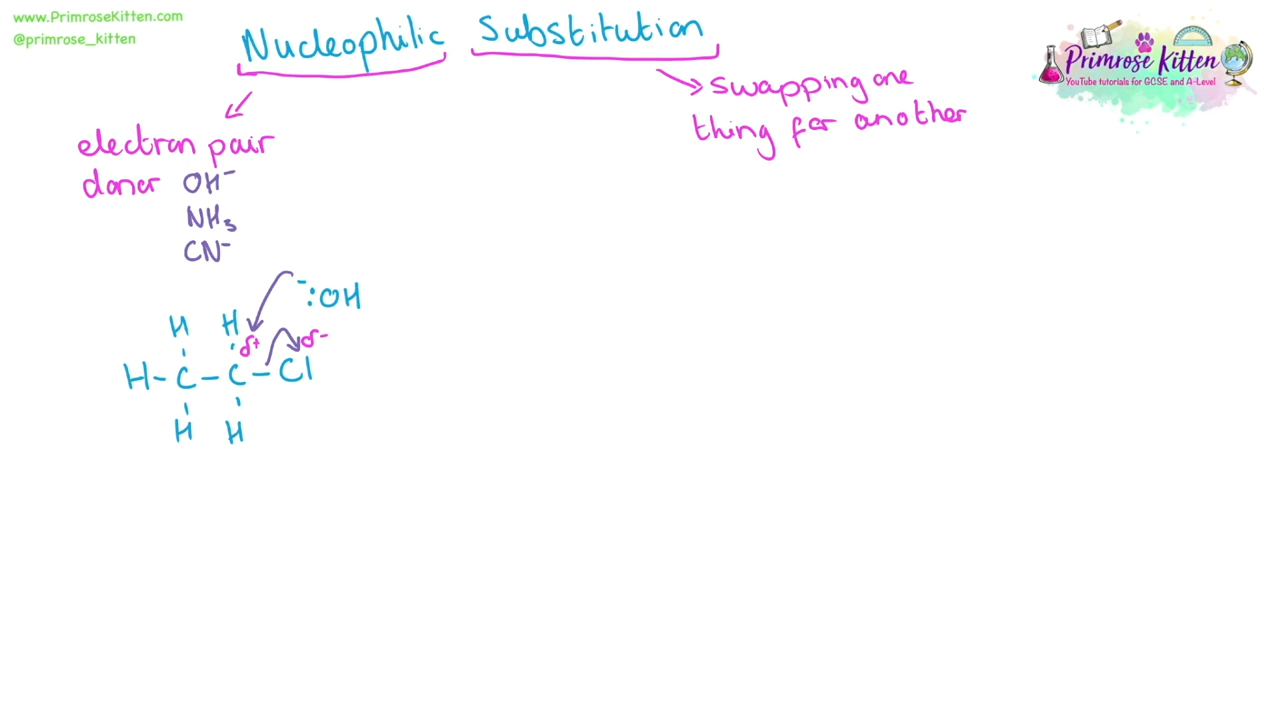 www.PrimroseKitten.com
@primrose_kitten
Nucleophilic Substitution
Primrose Kitten
YouTube tutorials for GCSE and A-Level
swapping one
thing for another
electron pair
donor OH⁻
NH₃
CN⁻
⁻:OH
H H
δ+ δ-
H-C-C-Cl
H H